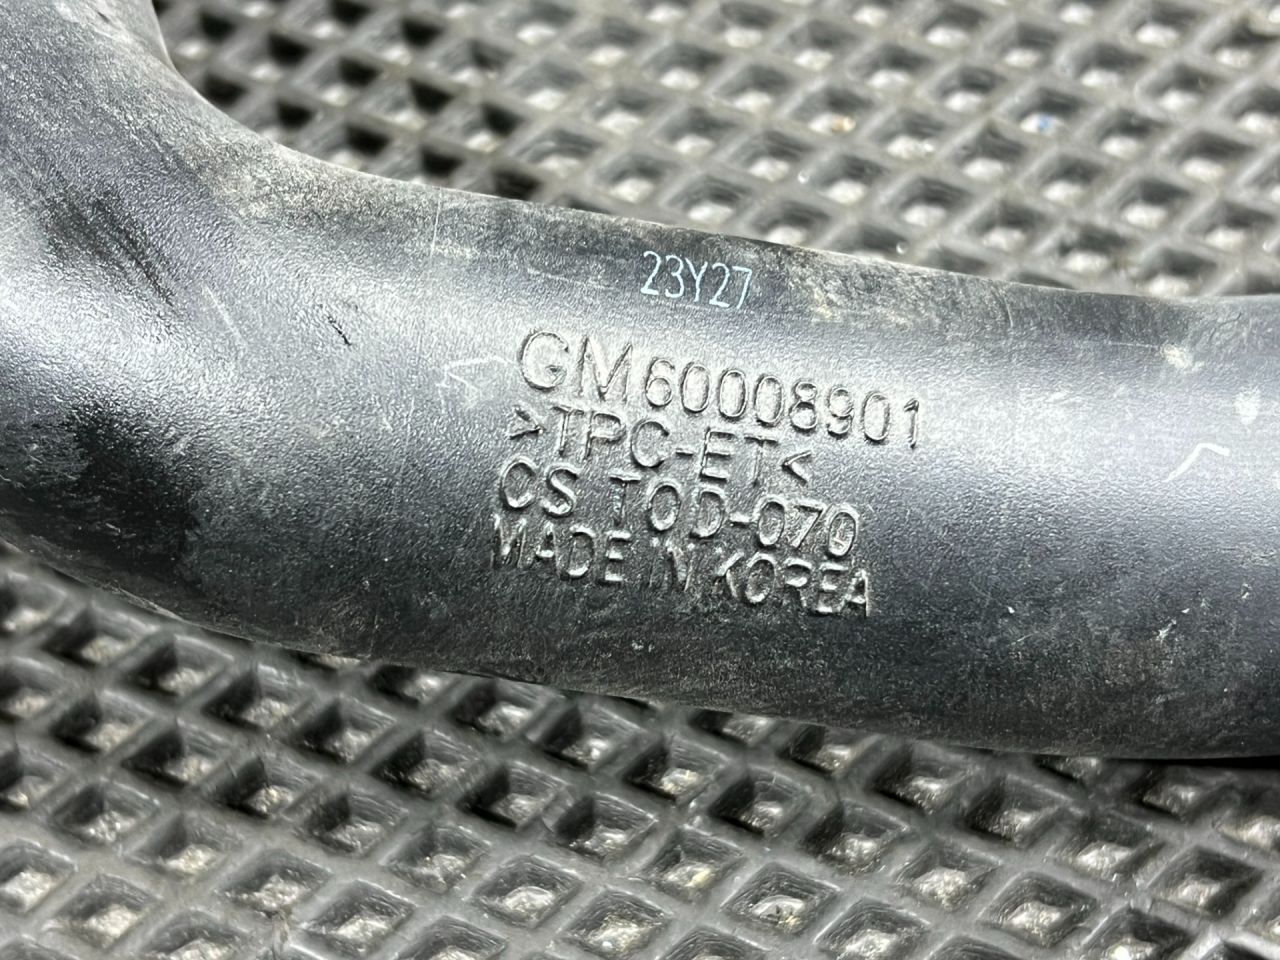 23Y27
GM60008901
>TPC-ET<
CS TOD-070
MADE IN KOREA